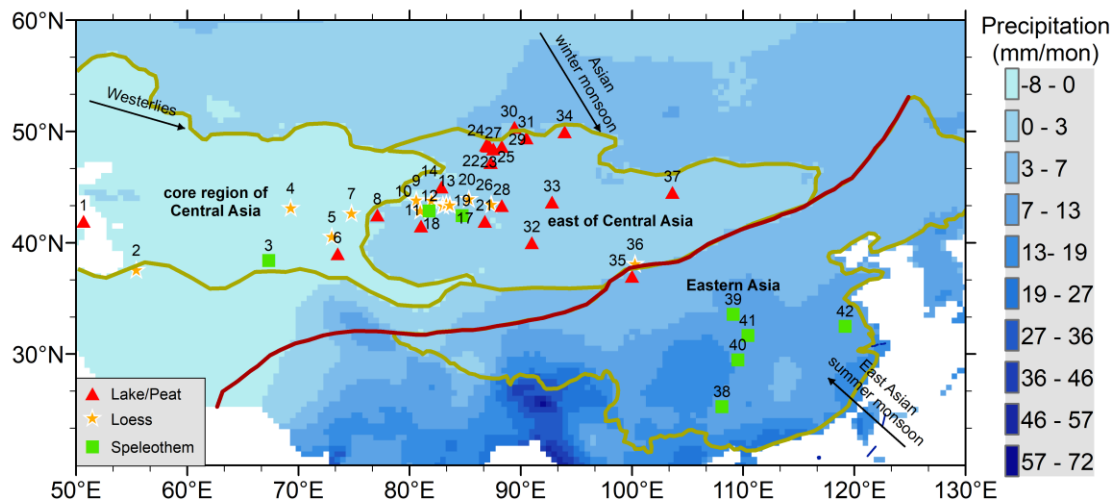 60°N
50°N
40°N
30°N
50°E
60°E
70°E
80°E
90°E
100°E
110°E
120°E
130°E
Westerlies
Asian
winter monsoon
core region of
Central Asia
east of Central Asia
Eastern Asia
East Asian
summer monsoon
1
2
3
4
5
6
7
8
9
10
11
12
13
14
17
18
19
20
21
22
23
24
25
26
27
28
29
30
31
32
33
34
35
36
37
38
39
40
41
42
Lake/Peat
Loess
Speleothem
Precipitation
(mm/mon)
-8 - 0
0 - 3
3 - 7
7 - 13
13- 19
19 - 27
27 - 36
36 - 46
46 - 57
57 - 72